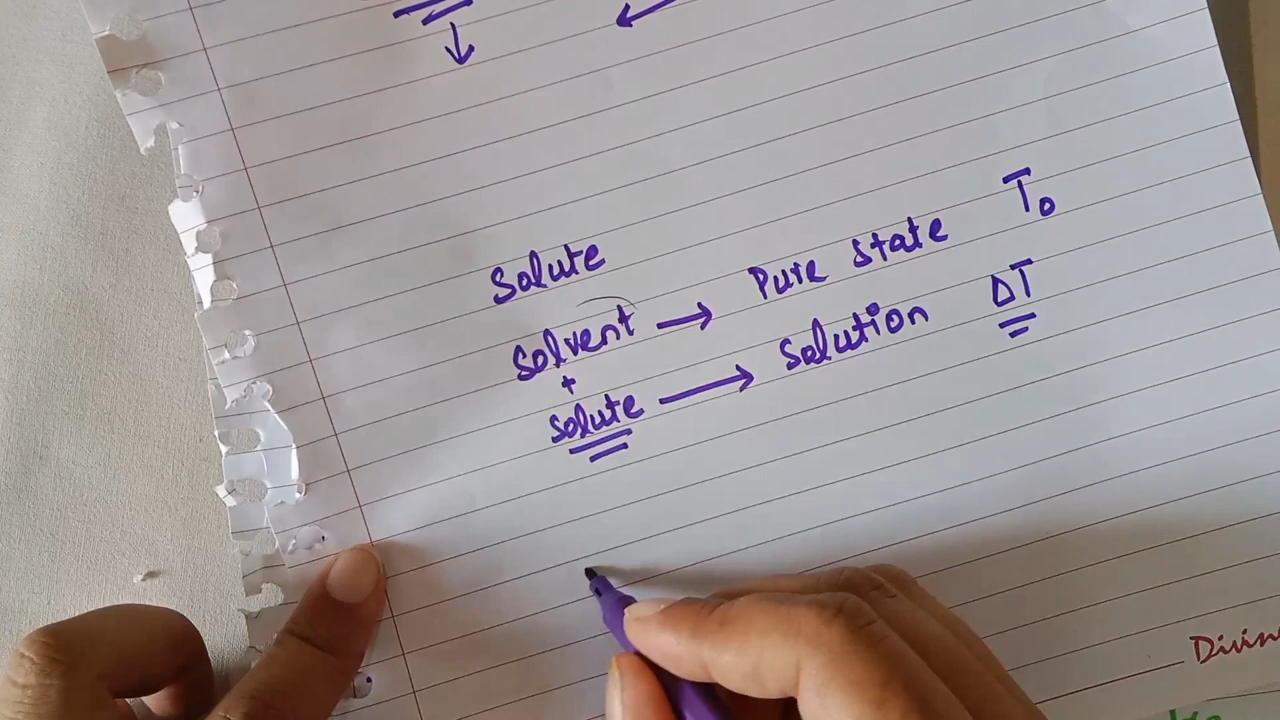 Solute
Solvent → Pure state T₀
+
Solute → Solution ΔT